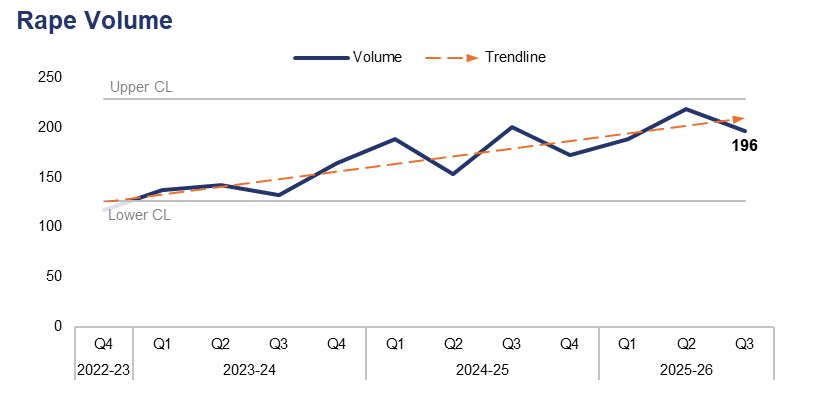 Rape Volume
Volume Trendline
250
Upper CL
200
196
150
Lower CL
100
50
0
Q4 Q1 Q2 Q3 Q4 Q1 Q2 Q3 Q4 Q1 Q2 Q3
2022-23 2023-24 2024-25 2025-26